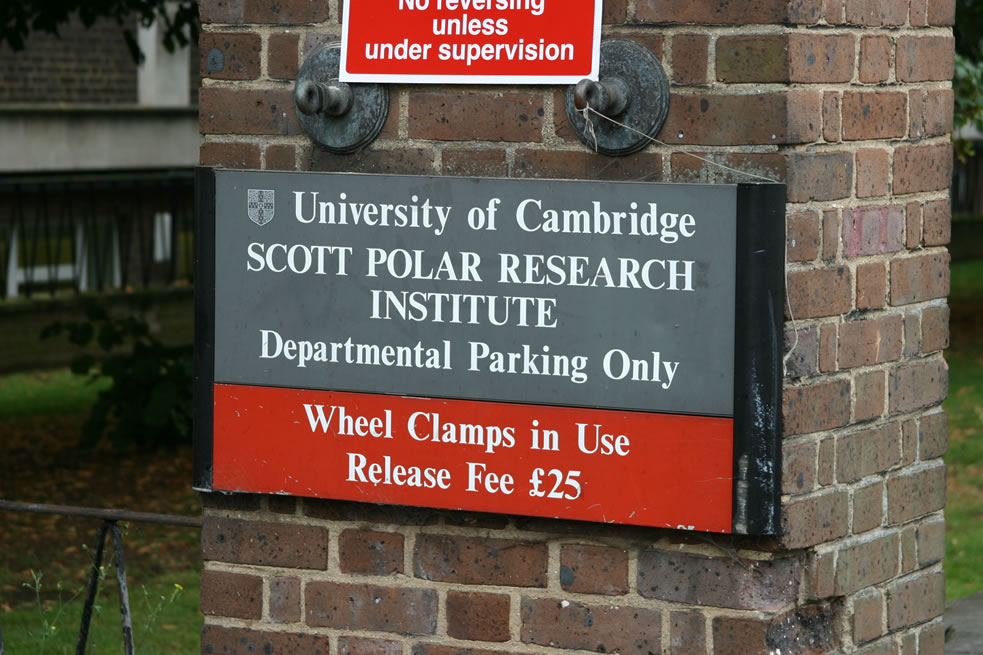 No reversing
unless
under supervision
University of Cambridge
SCOTT POLAR RESEARCH
INSTITUTE
Departmental Parking Only
Wheel Clamps in Use
Release Fee £25